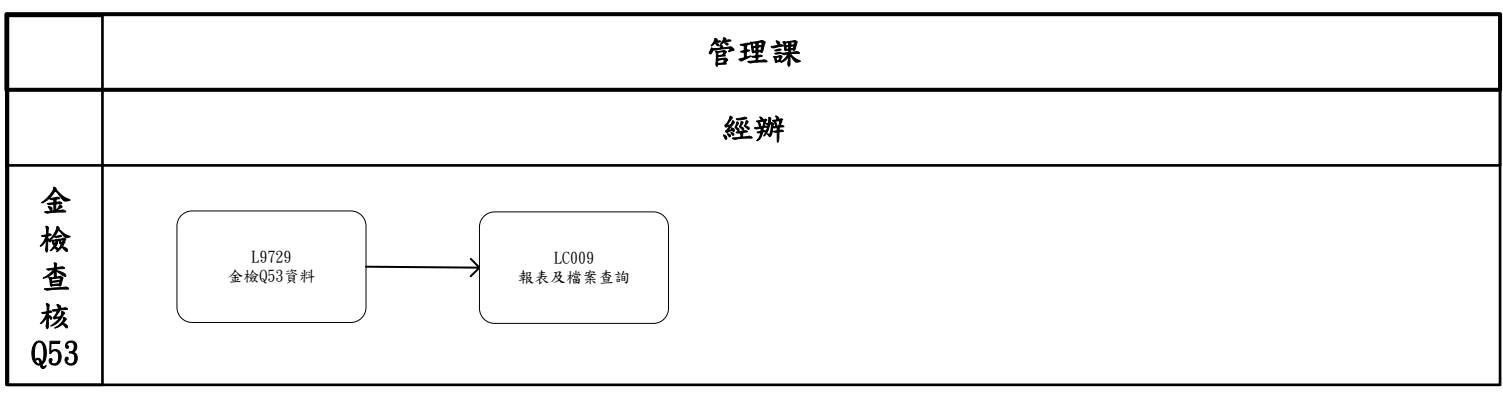 管理課
經辦
金
檢
查
核
Q53
L9729
金檢Q53資料
LC009
報表及檔案查詢